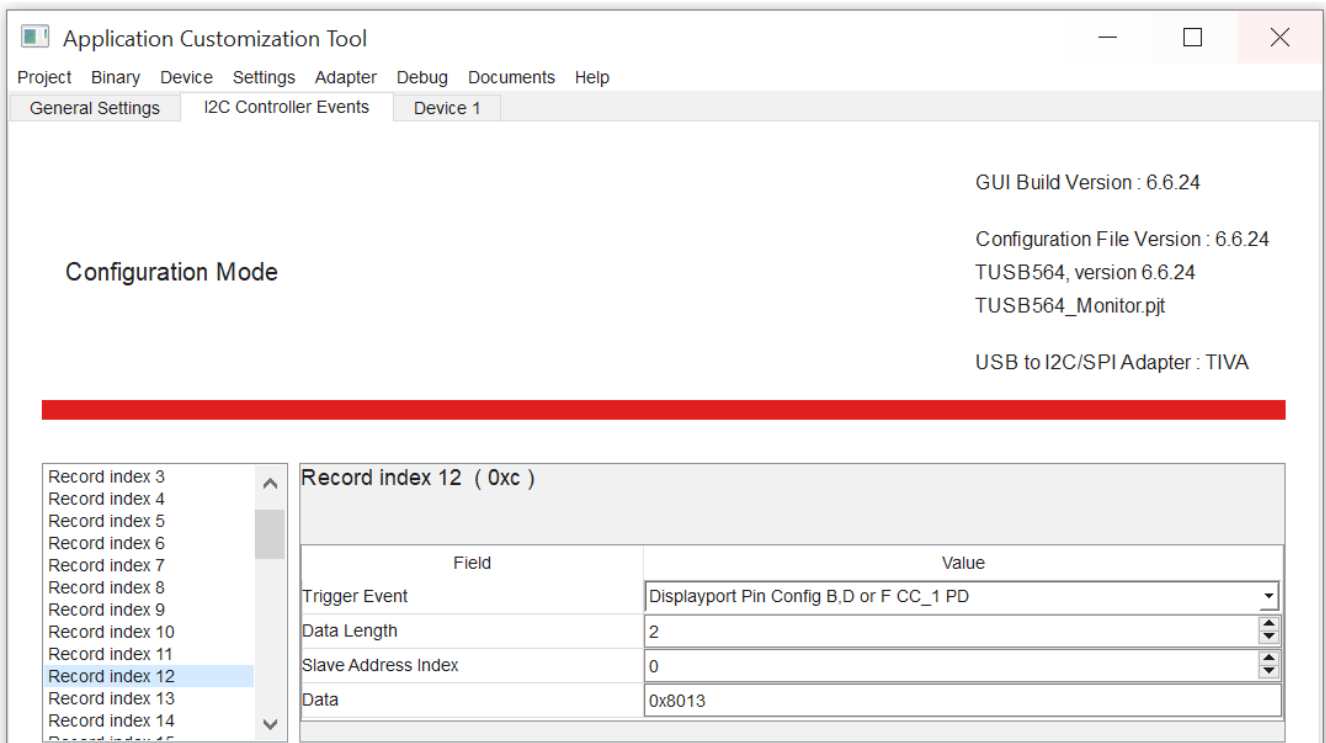 Application Customization Tool
Project Binary Device Settings Adapter Debug Documents Help
General Settings I2C Controller Events Device 1
GUI Build Version : 6.6.24
Configuration File Version : 6.6.24
Configuration Mode
TUSB564, version 6.6.24
TUSB564_Monitor.pjt
USB to I2C/SPI Adapter : TIVA
Record index 3
Record index 4
Record index 5
Record index 6
Record index 7
Record index 8
Record index 9
Record index 10
Record index 11
Record index 12
Record index 13
Record index 14
Record index 12 ( 0xc )
Field Value
Trigger Event Displayport Pin Config B,D or F CC_1 PD
Data Length 2
Slave Address Index 0
Data 0x8013